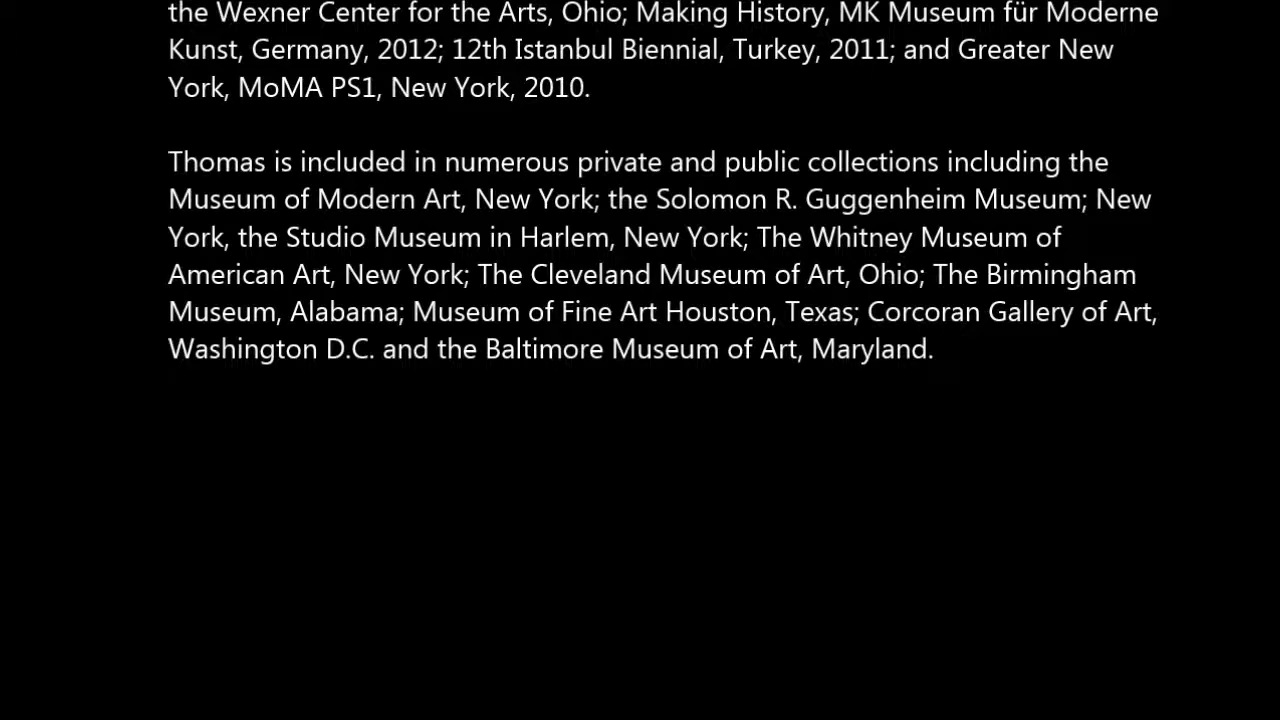 the Wexner Center for the Arts, Ohio; Making History, MK Museum für Moderne
Kunst, Germany, 2012; 12th Istanbul Biennial, Turkey, 2011; and Greater New
York, MoMA PS1, New York, 2010.
Thomas is included in numerous private and public collections including the
Museum of Modern Art, New York; the Solomon R. Guggenheim Museum; New
York, the Studio Museum in Harlem, New York; The Whitney Museum of
American Art, New York; The Cleveland Museum of Art, Ohio; The Birmingham
Museum, Alabama; Museum of Fine Art Houston, Texas; Corcoran Gallery of Art,
Washington D.C. and the Baltimore Museum of Art, Maryland.